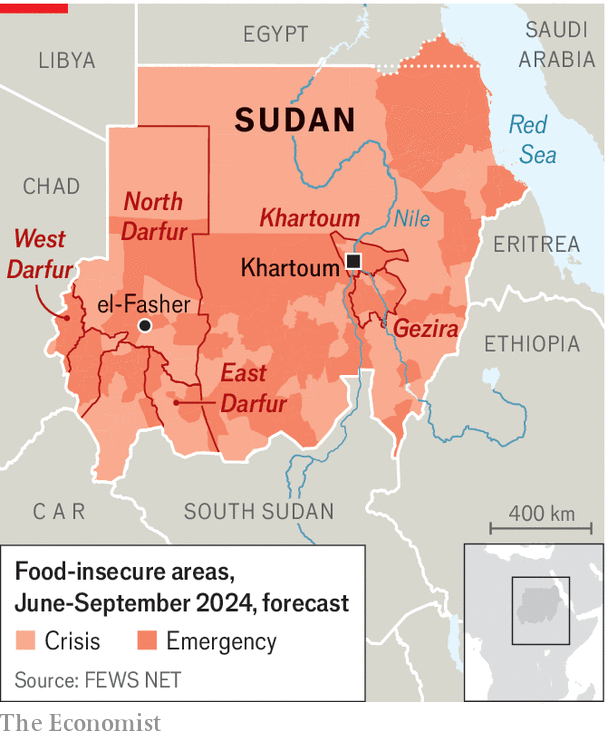 EGYPT
SAUDI
ARABIA
LIBYA
SUDAN
Red
Sea
CHAD
North
Darfur
Khartoum
Nile
West
Darfur
ERITREA
Khartoum
el-Fasher
Gezira
ETHIOPIA
East
Darfur
CAR
SOUTH SUDAN
400 km
Food-insecure areas,
June-September 2024, forecast
Crisis
Emergency
Source: FEWS NET
The Economist